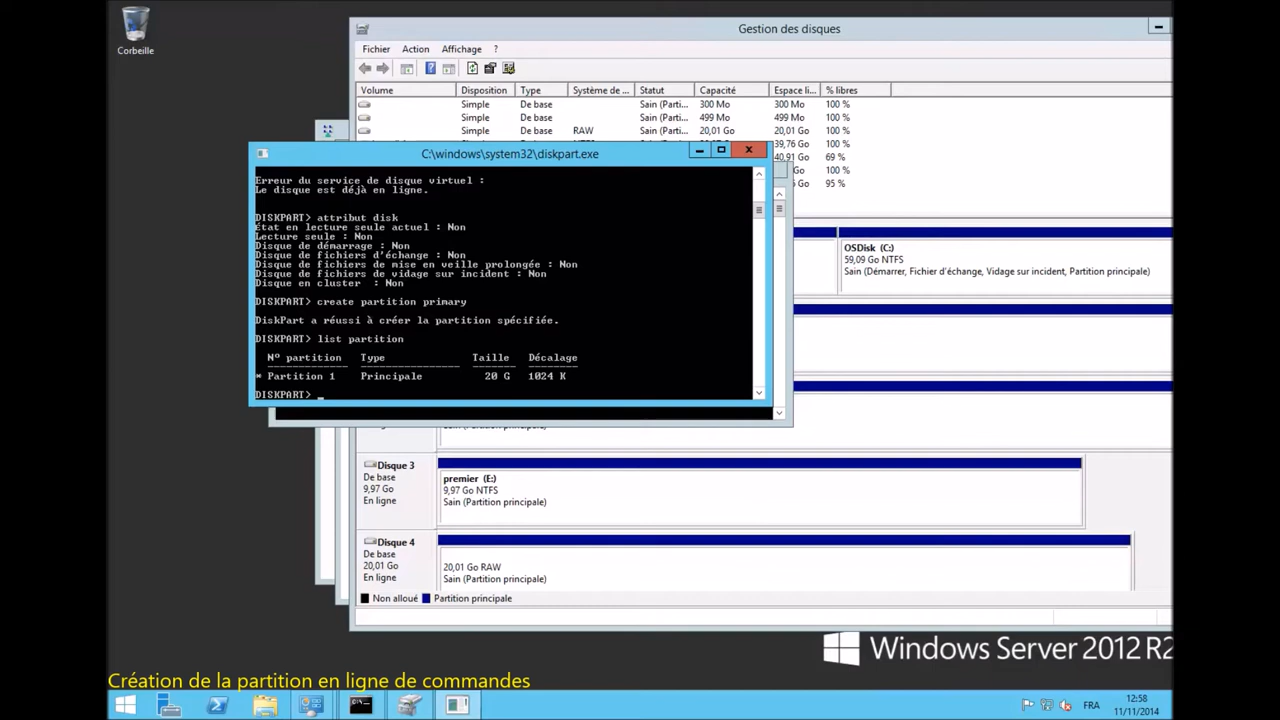 Corbeille
Gestion des disques
Fichier Action Affichage ?
Volume Disposition Type Système de ... Statut Capacité Espace li... % libres
Simple De base Sain (Parti... 300 Mo 300 Mo 100 %
Simple De base Sain (Parti... 499 Mo 499 Mo 100 %
Simple De base RAW Sain (Parti... 20,01 Go 20,01 Go 100 %
39,76 Go 100 %
40,91 Go 69 %
Go 100 %
Go 95 %
C:\windows\system32\diskpart.exe
Erreur du service de disque virtuel :
Le disque est déjà en ligne.
DISKPART> attribut disk
État en lecture seule actuel : Non
Lecture seule : Non
Disque de démarrage : Non
Disque de fichiers d'échange : Non
Disque de fichiers de mise en veille prolongée : Non
Disque de fichiers de vidage sur incident : Non
Disque en cluster : Non
DISKPART> create partition primary
DiskPart a réussi à créer la partition spécifiée.
DISKPART> list partition
Nº partition Type Taille Décalage
* Partition 1 Principale 20 G 1024 K
DISKPART> _
OSDisk (C:)
59,09 Go NTFS
Sain (Démarrer, Fichier d'échange, Vidage sur incident, Partition principale)
Disque 3
De base
9,97 Go
En ligne
premier (E:)
9,97 Go NTFS
Sain (Partition principale)
Disque 4
De base
20,01 Go
En ligne
20,01 Go RAW
Sain (Partition principale)
Non alloué Partition principale
Windows Server 2012 R2
Création de la partition en ligne de commandes
FRA
12:58
11/11/2014